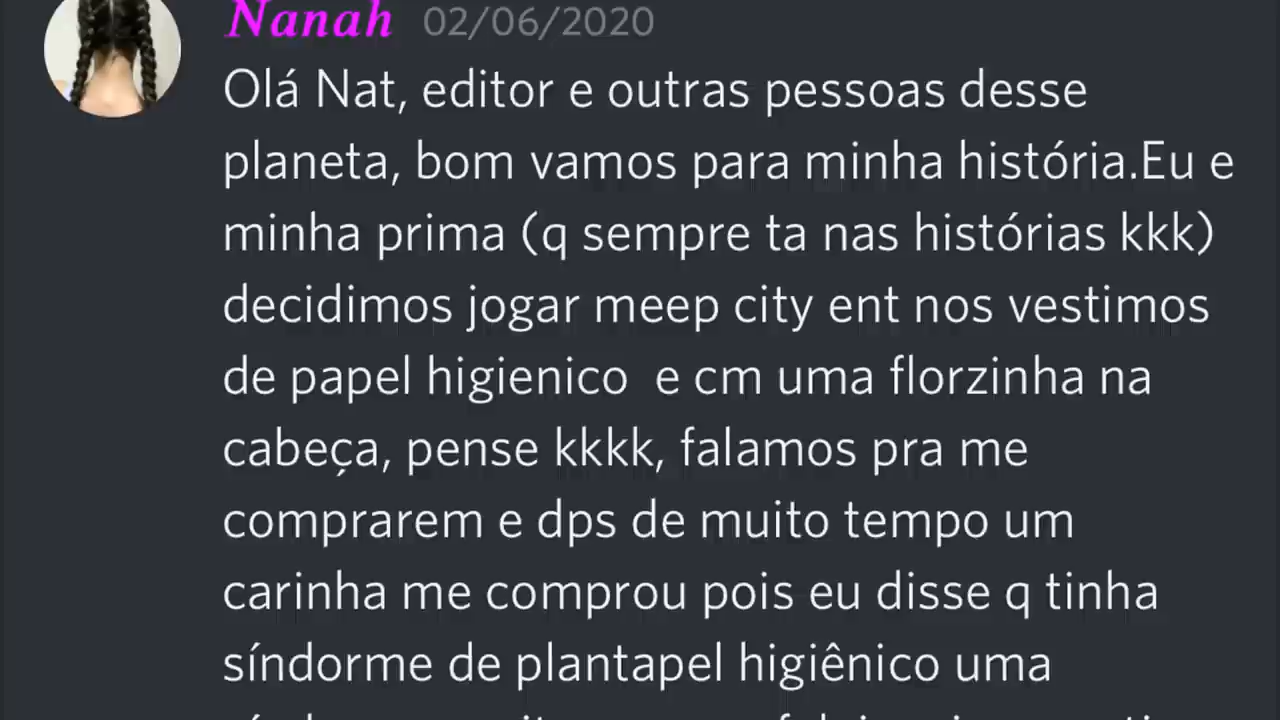 Nanah 02/06/2020
Olá Nat, editor e outras pessoas desse
planeta, bom vamos para minha história.Eu e
minha prima (q sempre ta nas histórias kkk)
decidimos jogar meep city ent nos vestimos
de papel higienico  e cm uma florzinha na
cabeça, pense kkkk, falamos pra me
comprarem e dps de muito tempo um
carinha me comprou pois eu disse q tinha
síndorme de plantapel higiênico uma